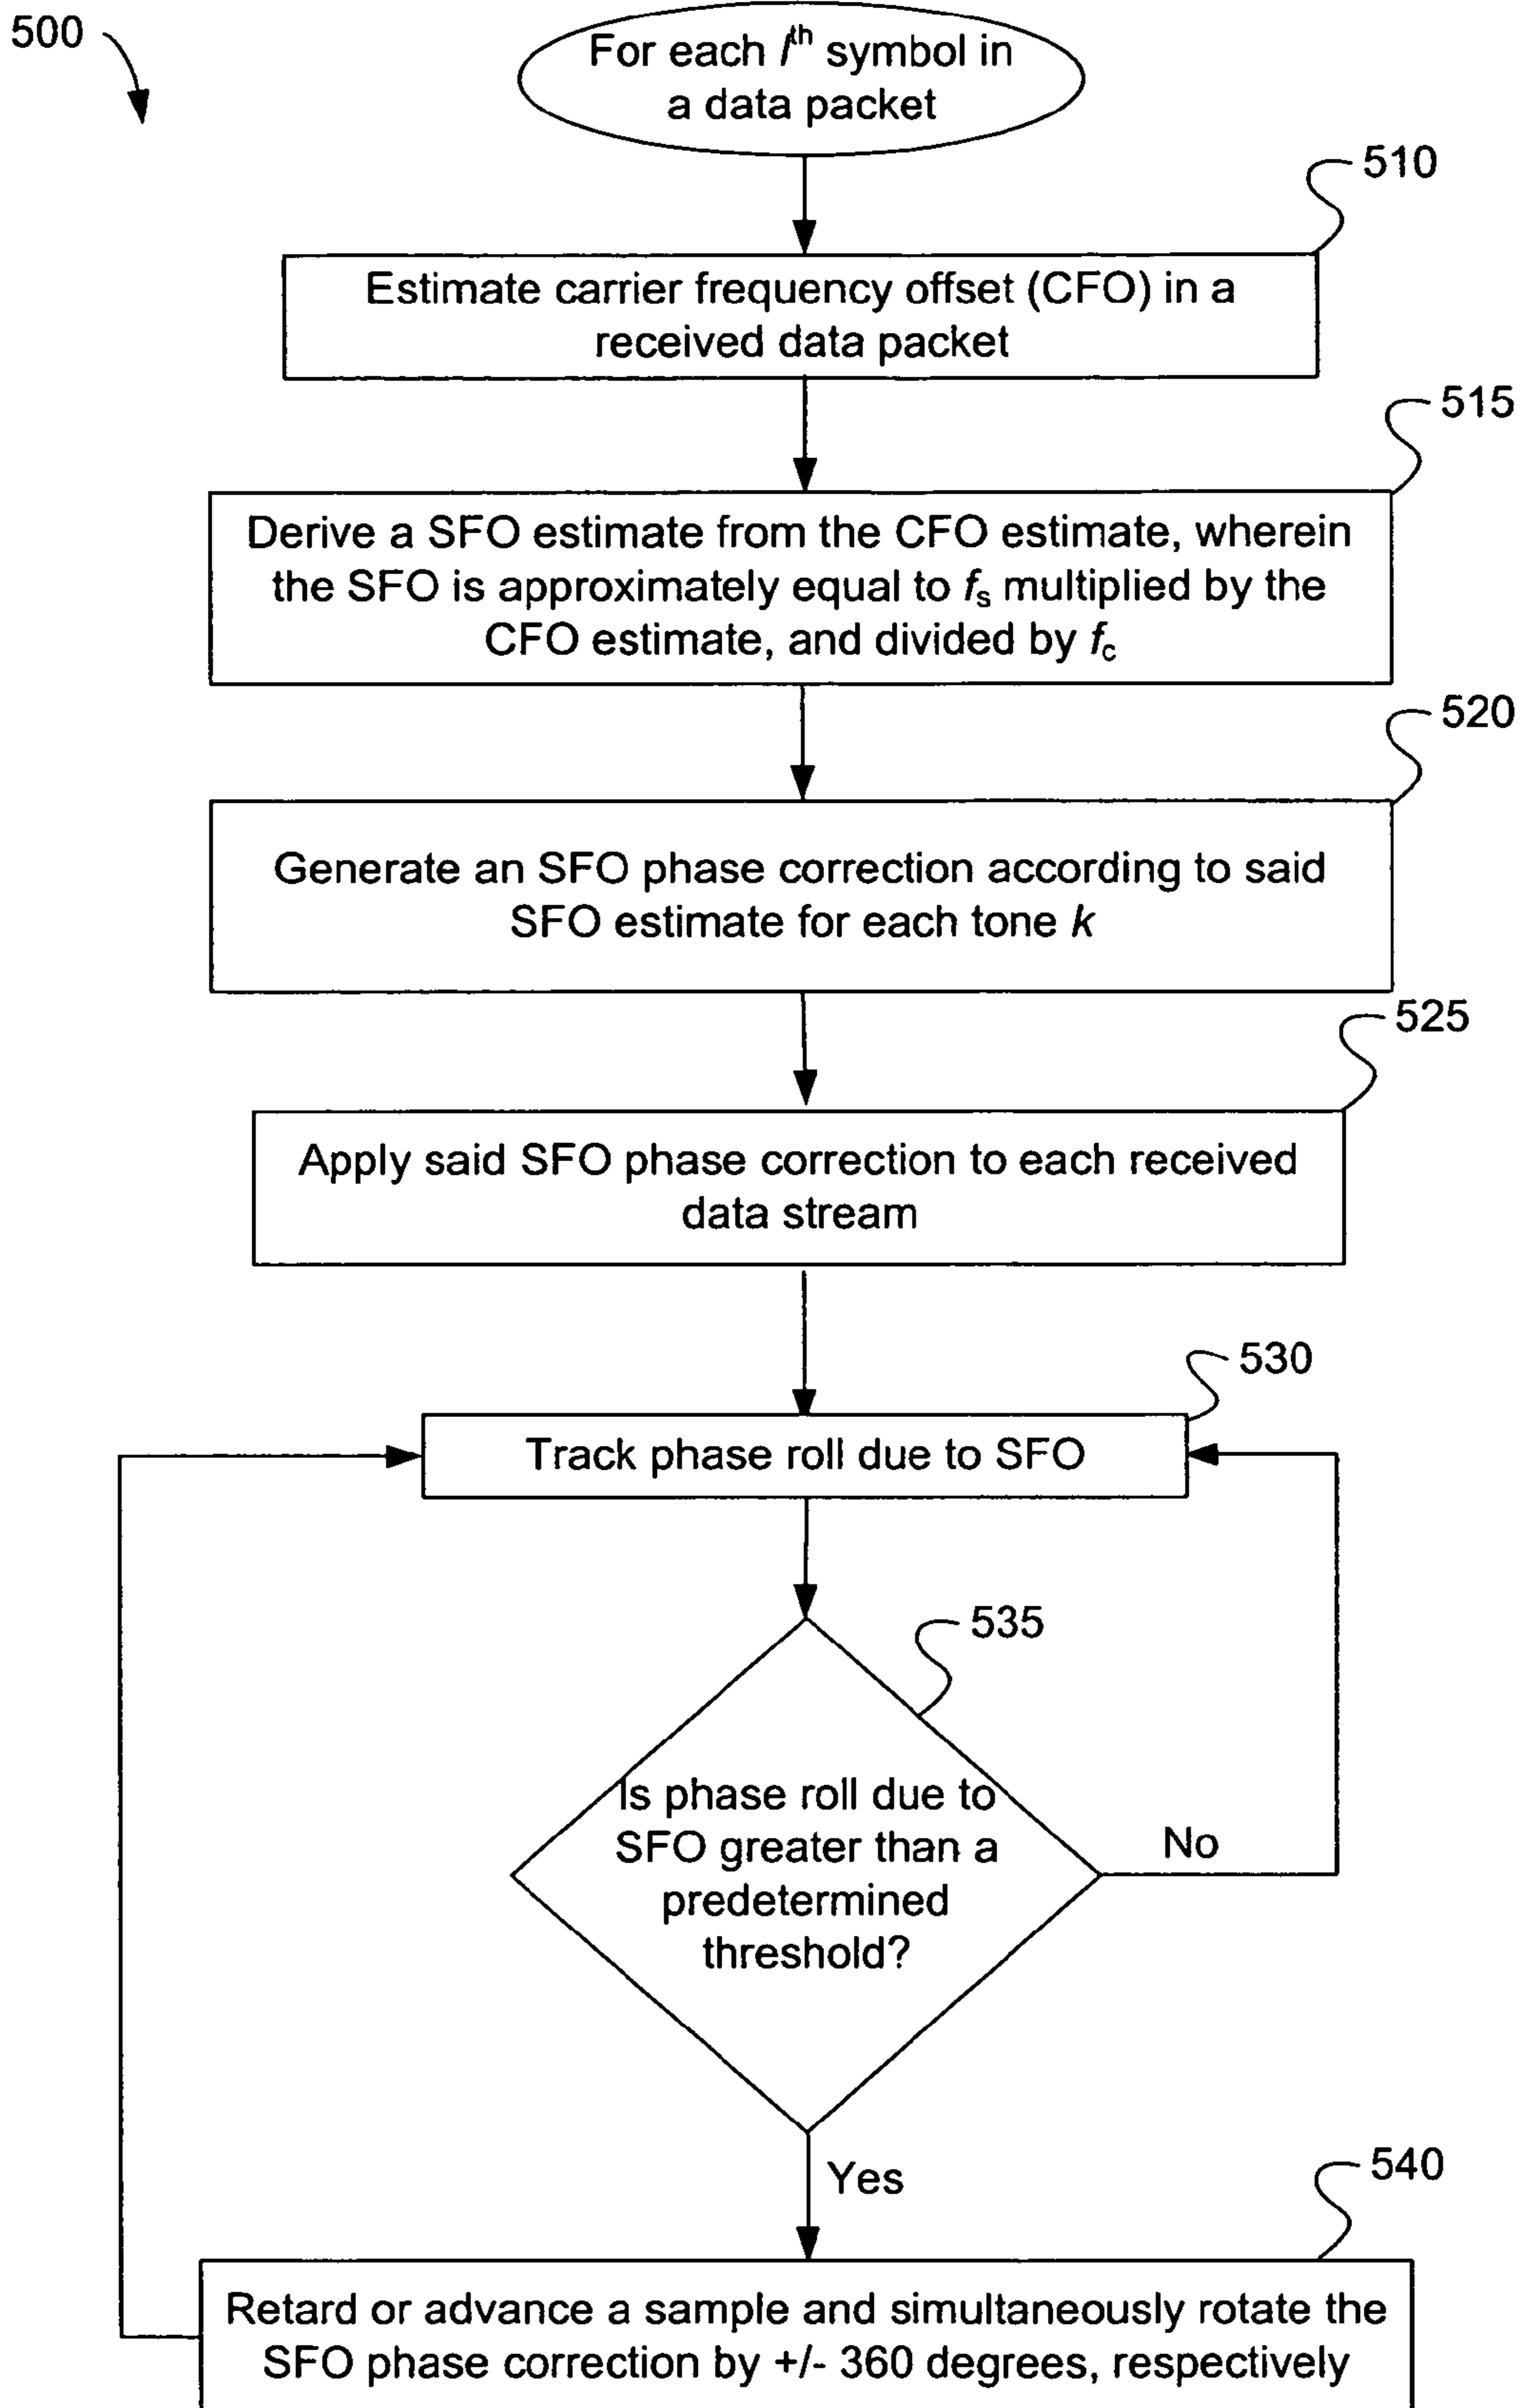 500
For each lth symbol in
a data packet
510
Estimate carrier frequency offset (CFO) in a
received data packet
515
Derive a SFO estimate from the CFO estimate, wherein
the SFO is approximately equal to fs multiplied by the
CFO estimate, and divided by fc
520
Generate an SFO phase correction according to said
SFO estimate for each tone k
525
Apply said SFO phase correction to each received
data stream
530
Track phase roll due to SFO
535
Is phase roll due to
SFO greater than a
predetermined
threshold?
No
Yes
540
Retard or advance a sample and simultaneously rotate the
SFO phase correction by +/- 360 degrees, respectively